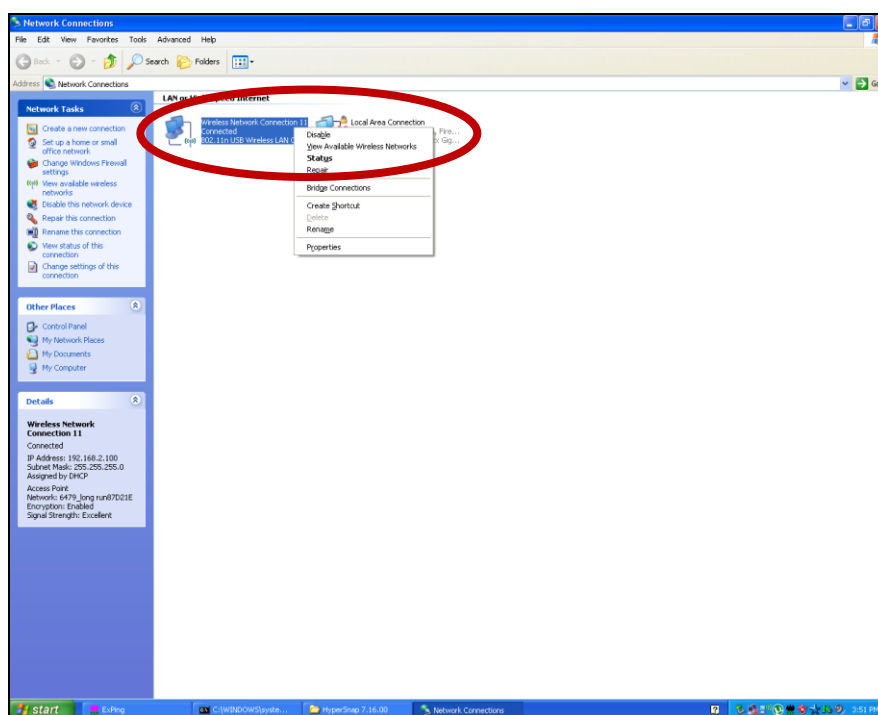 Network Connections
File Edit View Favorites Tools Advanced Help
Back Search Folders
Address Network Connections
LAN or Internet
Network Tasks
Create a new connection
Set up a home or small
office network
Change Windows Firewall
settings
View available wireless
networks
Disable this network device
Repair this connection
Rename this connection
View status of this
connection
Change settings of this
connection
Other Places
Control Panel
My Network Places
My Documents
My Computer
Details
Wireless Network
Connection 11
Connected
IP Address: 192.168.2.100
Subnet Mask: 255.255.255.0
Assigned by DHCP
Access Point
Network: 6479_long run87D21E
Encryption: Enabled
Signal Strength: Excellent
Wireless Network Connection 11
Connected
802.11n USB Wireless LAN
Local Area Connection
, Fire...
Gig...
Disable
View Available Wireless Networks
Status
Repair
Bridge Connections
Create Shortcut
Delete
Rename
Properties
start ExPing C:\WINDOWS\syste... HyperSnap 7.16.00 Network Connections 3:51 PM